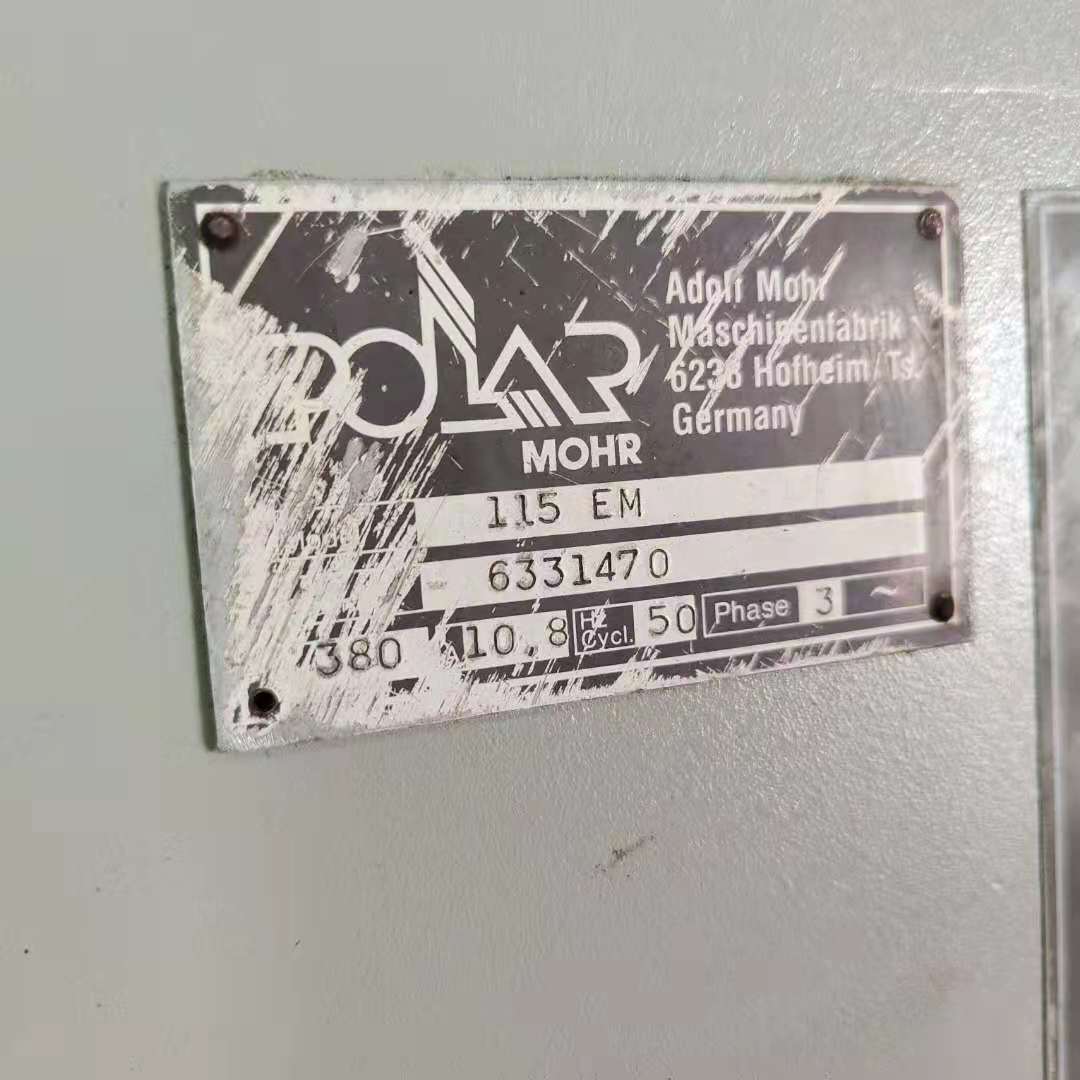 POLAR
MOHR
Adolf Mohr
Maschinenfabrik
6238 Hofheim/Ts.
Germany
115 EM
6331470
380 A 10,8 Hz Cycl. 50 Phase 3 ~